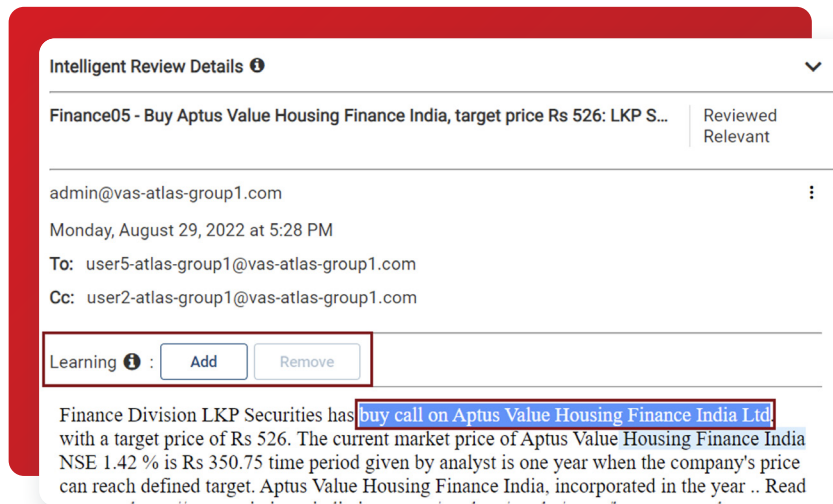 Intelligent Review Details
Finance05 - Buy Aptus Value Housing Finance India, target price Rs 526: LKP S...
Reviewed
Relevant
admin@vas-atlas-group1.com
Monday, August 29, 2022 at 5:28 PM
To: user5-atlas-group1@vas-atlas-group1.com
Cc: user2-atlas-group1@vas-atlas-group1.com
Learning : Add Remove
Finance Division LKP Securities has buy call on Aptus Value Housing Finance India Ltd.
with a target price of Rs 526. The current market price of Aptus Value Housing Finance India
NSE 1.42 % is Rs 350.75 time period given by analyst is one year when the company's price
can reach defined target. Aptus Value Housing Finance India, incorporated in the year .. Read